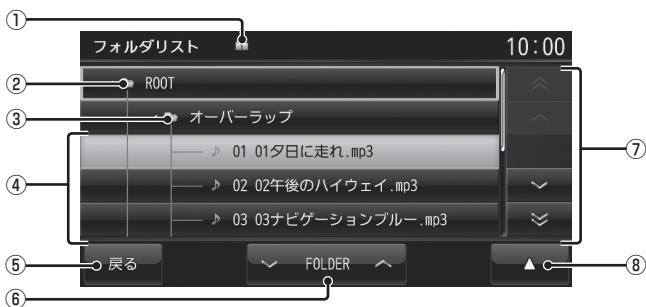 ①
フォルダリスト 10:00
② ROOT
③ オーバーラップ
④ 01 01夕日に走れ.mp3
⑦
02 02午後のハイウェイ.mp3
03 03ナビゲーションブルー.mp3
⑤ 戻る FOLDER ▲ ⑧
⑥